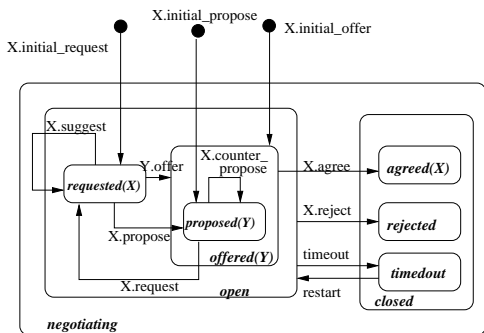 X.initial_propose
X.initial_request
X.initial_offer
X.suggest
Y.offer
X.counter_
propose
X.agree
agreed(X)
requested(X)
proposed(Y)
X.reject
rejected
X.propose
offered(Y)
timeout
timedout
X.request
open
restart
closed
negotiating